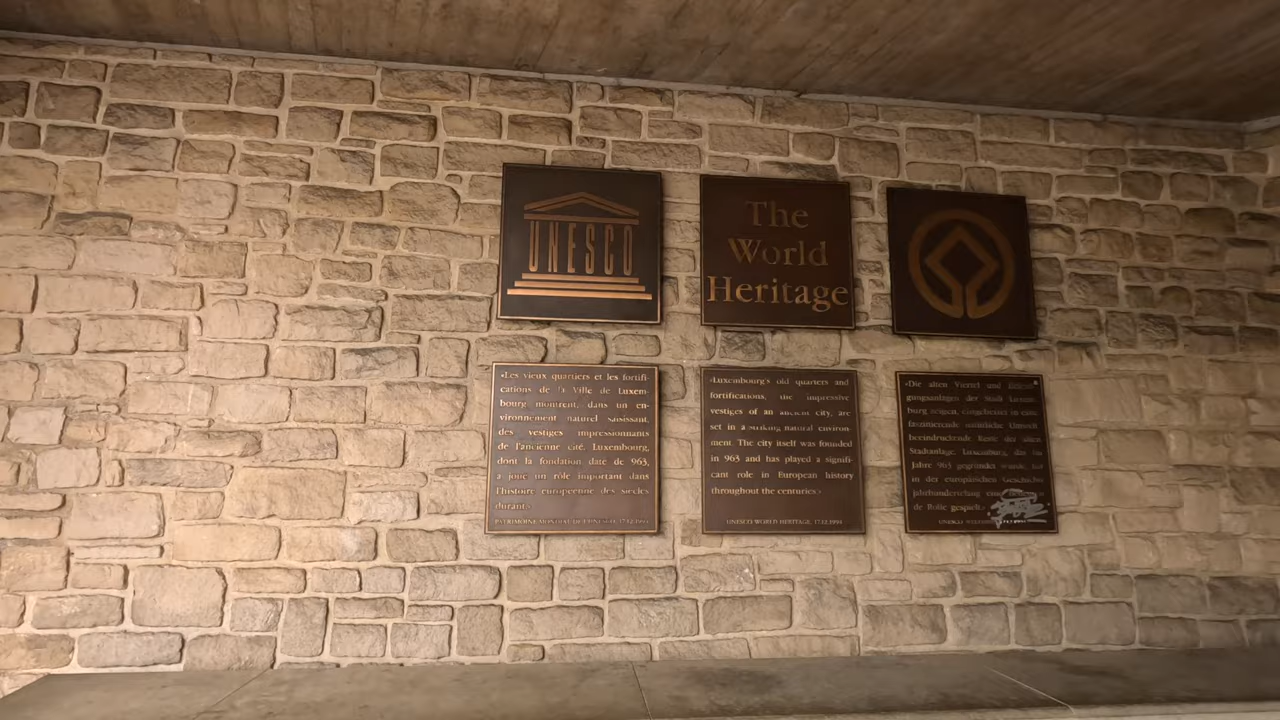 UNESCO
The
World
Heritage
«Les vieux quartiers et les fortifi-
cations de la Ville de Luxem-
bourg montrent, dans un en-
vironnement naturel saisissant,
des vestiges impressionnants
de l'ancienne cité. Luxembourg,
dont la fondation date de 963,
a joué un rôle important dans
l'histoire européenne des siècles
durant.»
PATRIMOINE MONDIAL DE L'UNESCO, 17.12.1994
«Luxembourg's old quarters and
fortifications, the impressive
vestiges of an ancient city, are
set in a striking natural environ-
ment. The city itself was founded
in 963 and has played a signifi-
cant role in European history
throughout the centuries»
UNESCO WORLD HERITAGE, 17.12.1994
«Die alten Viertel und
gungsanlagen der Stadt Luxem-
burg zeigen, eingebettet in eine
faszinierende natürliche Umwelt
beeindruckende Reste der alten
Stadtanlage. Luxemburg, das im
Jahre 963 gegründet wurde, hat
in der europäischen Geschichte
jahrhundertelang
de Rolle gespielt.»
UNESCO